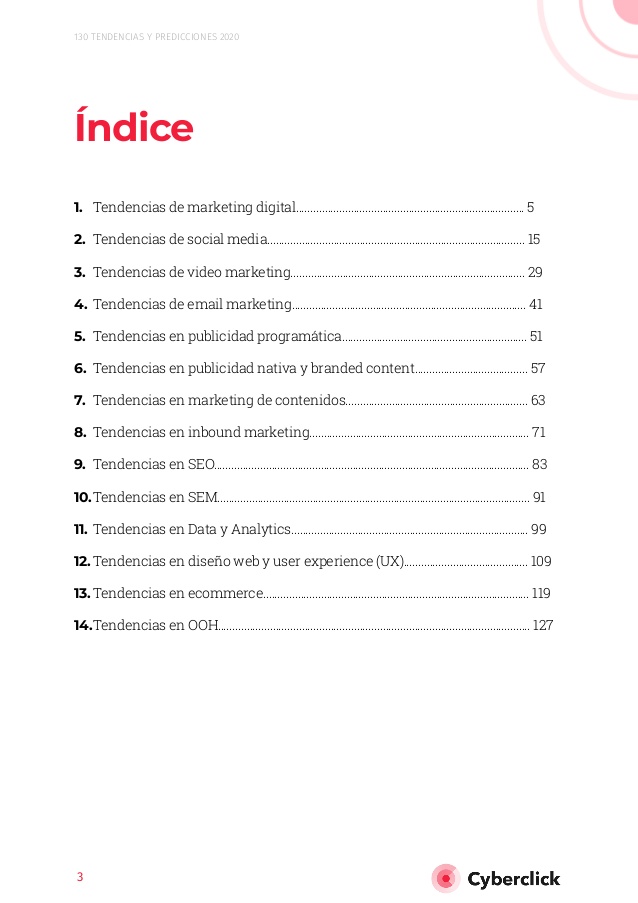 130 TENDENCIAS Y PREDICCIONES 2020
Índice
1. Tendencias de marketing digital 5
2. Tendencias de social media 15
3. Tendencias de video marketing 29
4. Tendencias de email marketing 41
5. Tendencias en publicidad programática 51
6. Tendencias en publicidad nativa y branded content 57
7. Tendencias en marketing de contenidos 63
8. Tendencias en inbound marketing 71
9. Tendencias en SEO 83
10. Tendencias en SEM 91
11. Tendencias en Data y Analytics 99
12. Tendencias en diseño web y user experience (UX) 109
13. Tendencias en ecommerce 119
14. Tendencias en OOH 127
3
Cyberclick